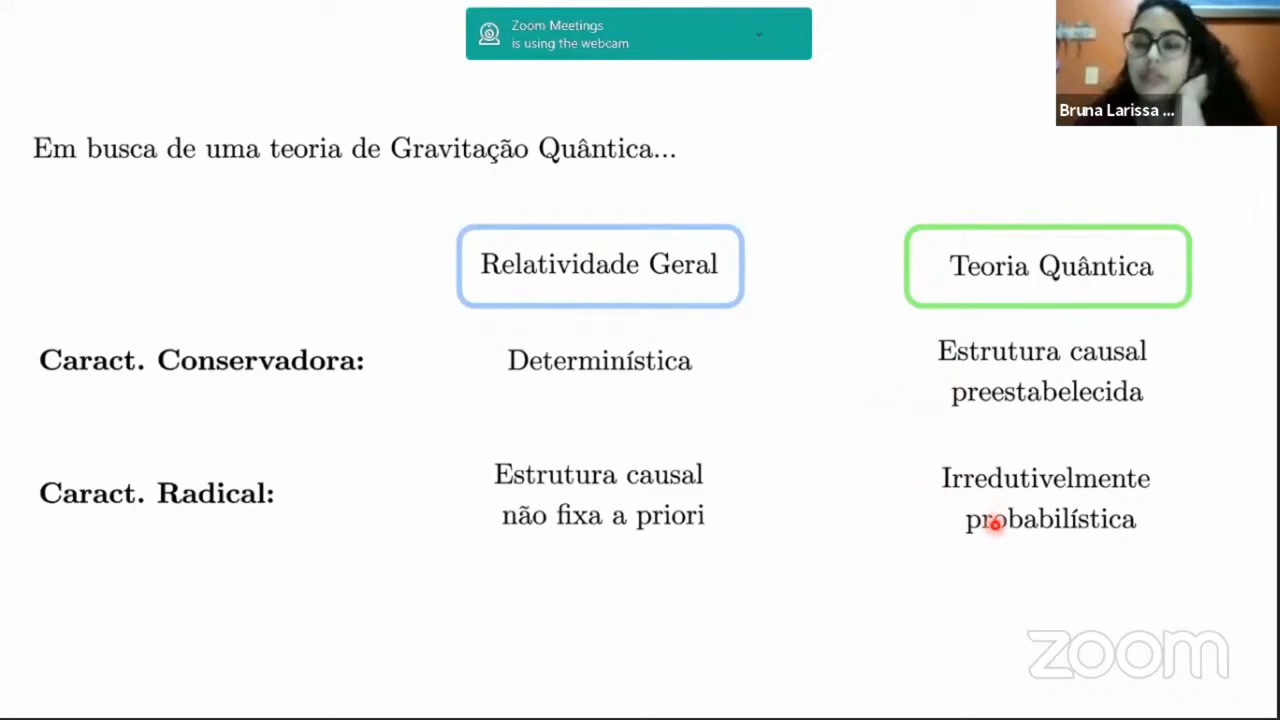 Zoom Meetings
is using the webcam
Bruna Larissa ...
Em busca de uma teoria de Gravitação Quântica...
Relatividade Geral
Teoria Quântica
Caract. Conservadora:
Determinística
Estrutura causal
preestabelecida
Caract. Radical:
Estrutura causal
não fixa a priori
Irredutivelmente
probabilística
zoom